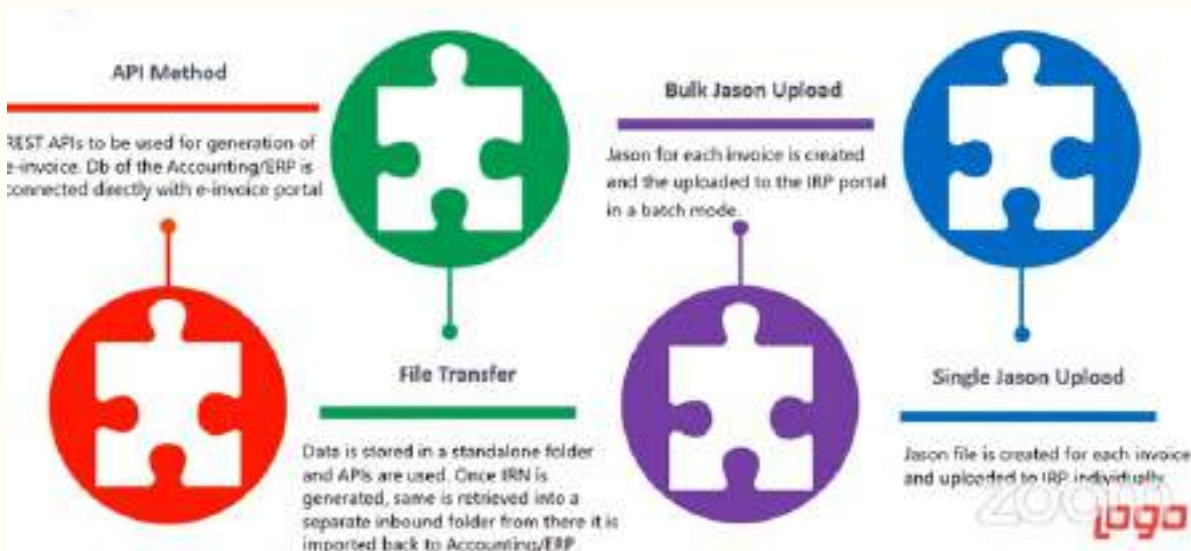 API Method
REST APIs to be used for generation of
e-invoice. Db of the Accounting/ERP is
connected directly with e-invoice portal
File Transfer
Data is stored in a standalone folder
and APIs are used. Once IRN is
generated, same is retrieved into a
separate inbound folder from there it is
imported back to Accounting/ERP
Bulk Jason Upload
Jason for each invoice is created
and the uploaded to the IRP portal
in a batch mode.
Single Jason Upload
Jason file is created for each invoice
and uploaded to IRP individually
zoom
logo